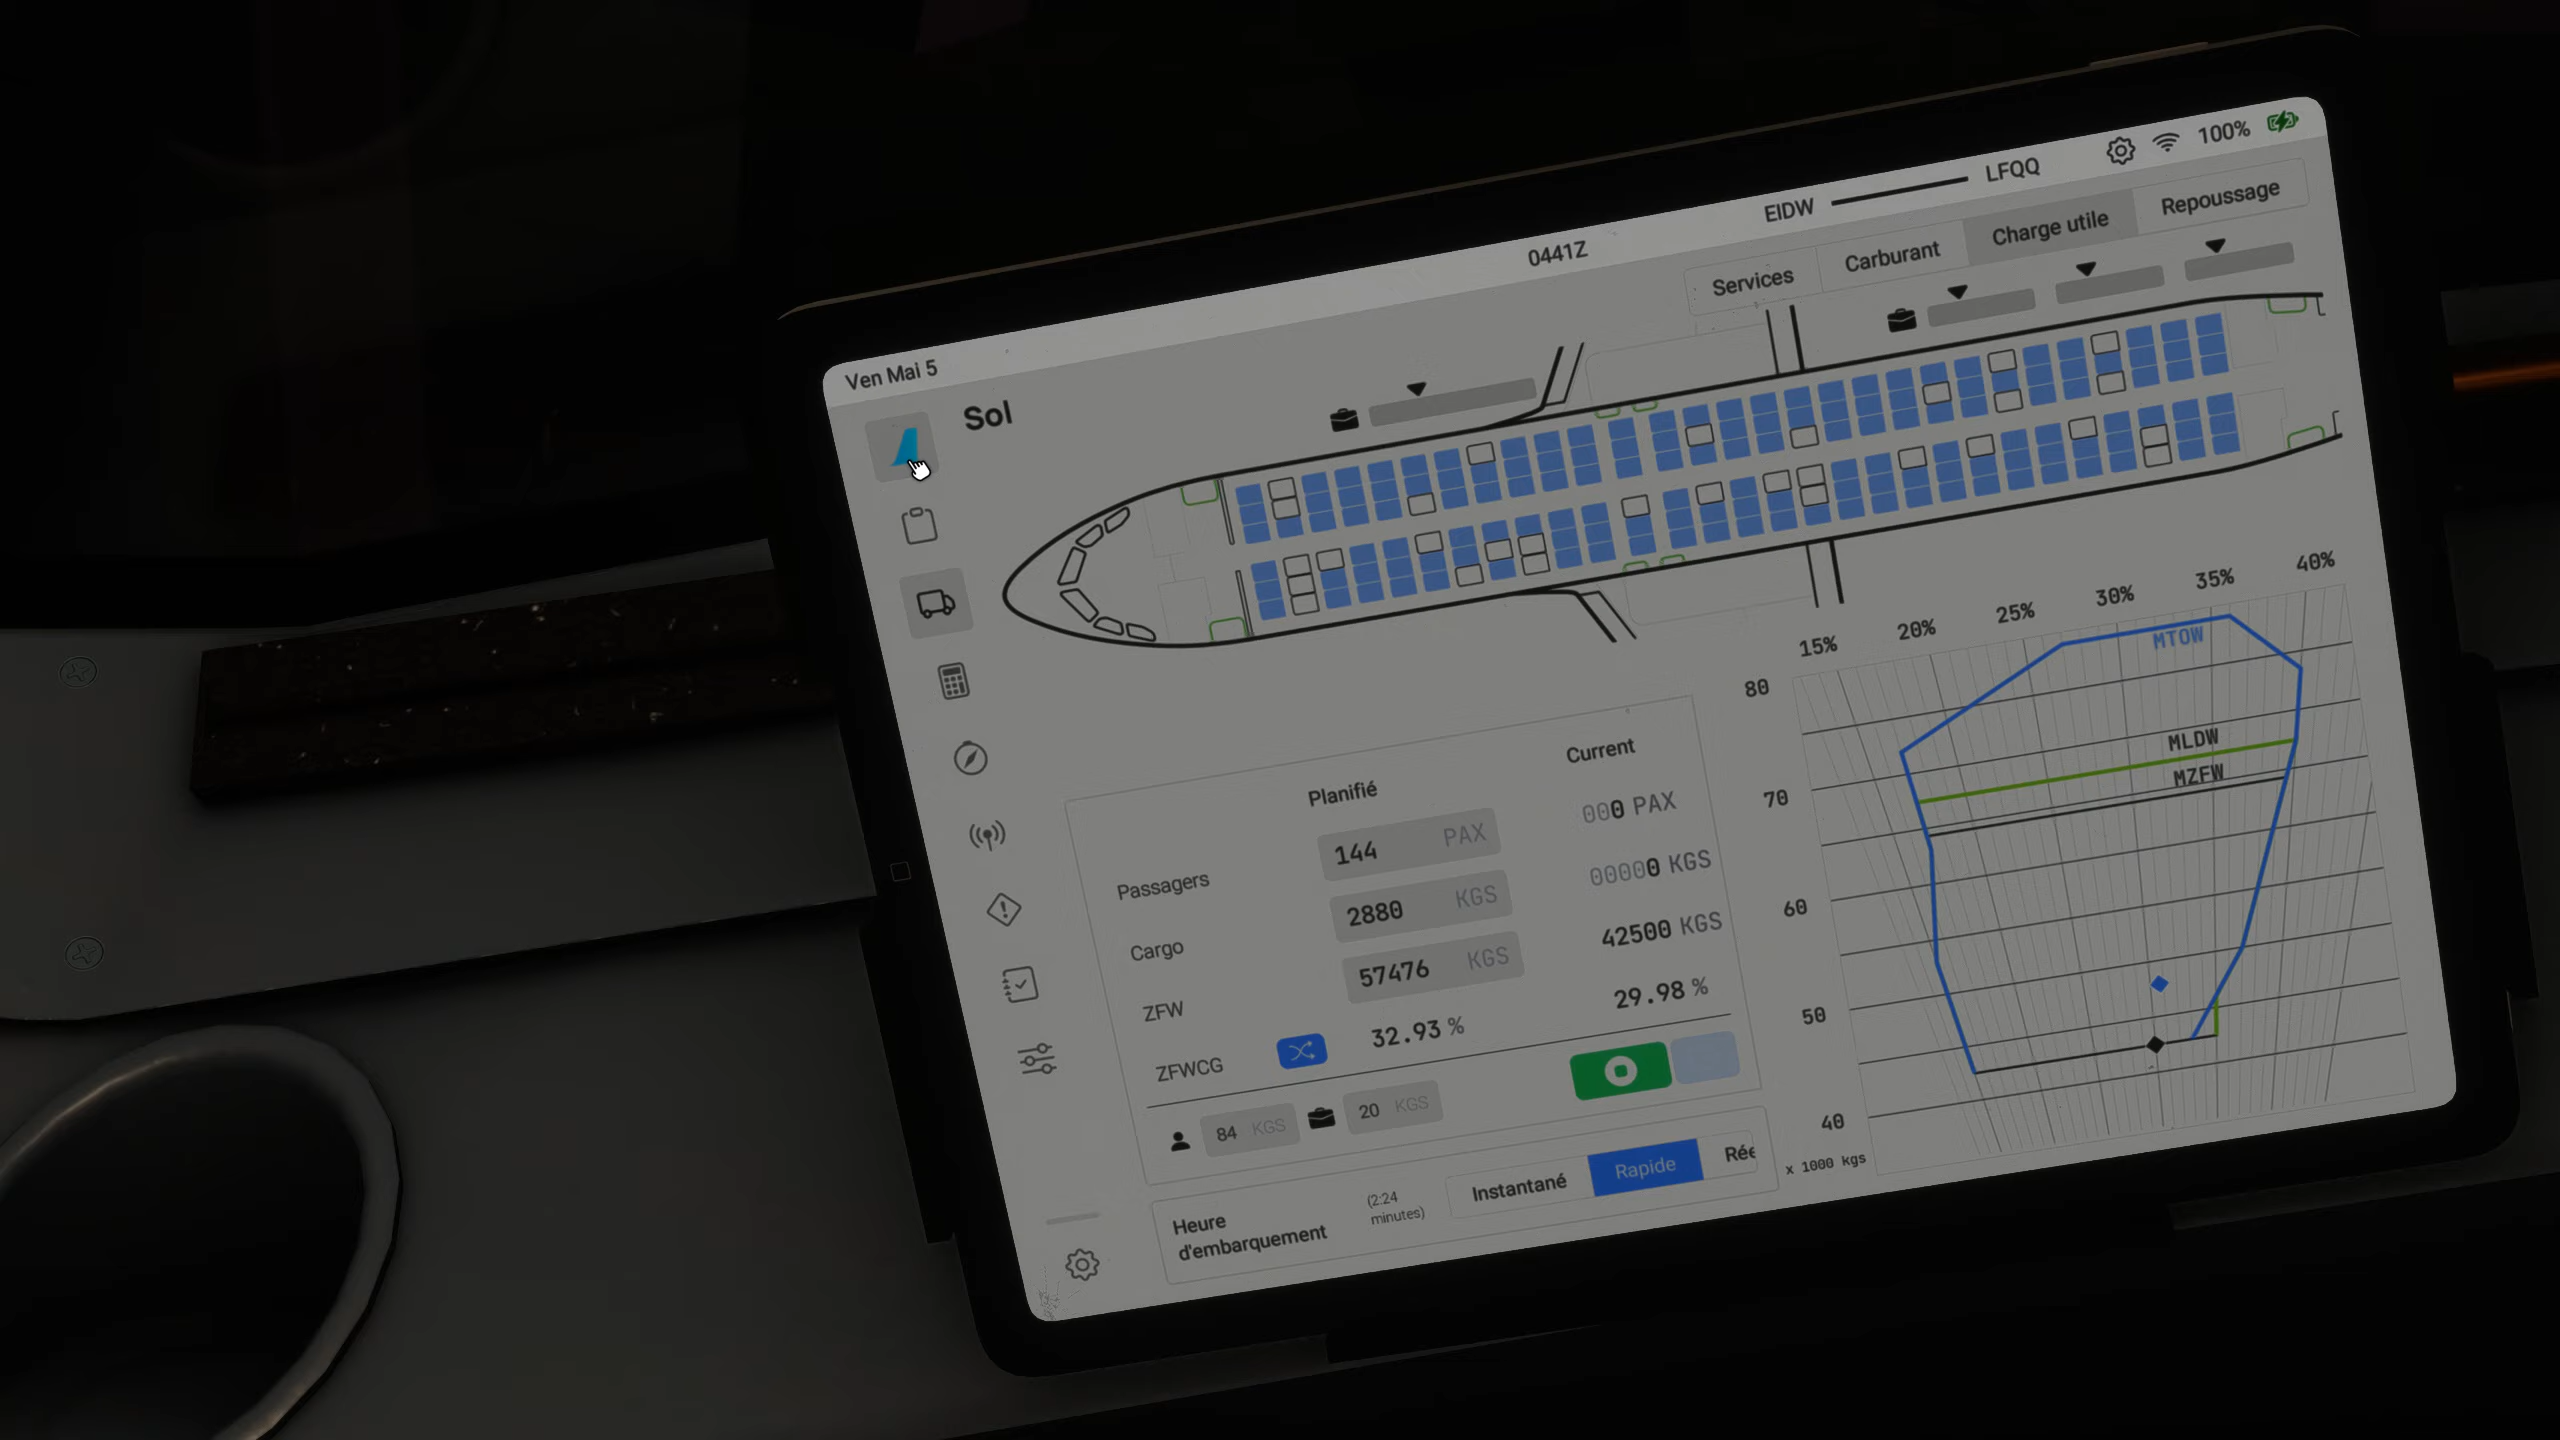 Ven Mai 5
0441Z
EIDW
LFQQ
100%
Sol
Services
Carburant
Charge utile
Repoussage
Planifié
Current
Passagers
144 PAX
000 PAX
Cargo
2880 KGS
00000 KGS
ZFW
57476 KGS
42500 KGS
ZFWCG
32.93 %
29.98 %
84 KGS
20 KGS
Heure
d'embarquement
(2:24
minutes)
Instantané
Rapide
Rée
15%
20%
25%
30%
35%
40%
80
70
60
50
40
x 1000 kgs
MTOW
MLDW
MZFW